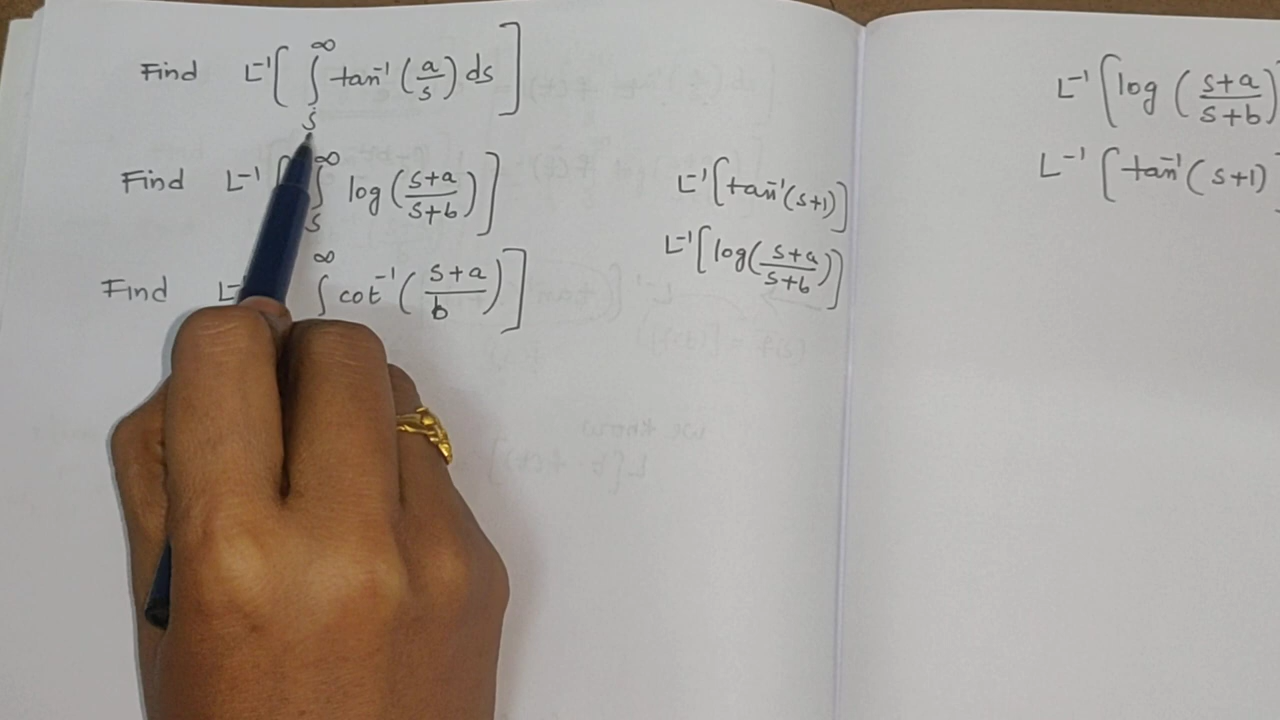 Find L⁻¹[ ∫ₛ^∞ tan⁻¹(a/s) ds ]
Find L⁻¹[ ∫ₛ^∞ log((s+a)/(s+b)) ]
Find L ∫^∞ cot⁻¹((s+a)/b) ]
L⁻¹[tan⁻¹(s+1)]
L⁻¹[log((s+a)/(s+b))]
L⁻¹[log((s+a)/(s+b))
L⁻¹[tan⁻¹(s+1)